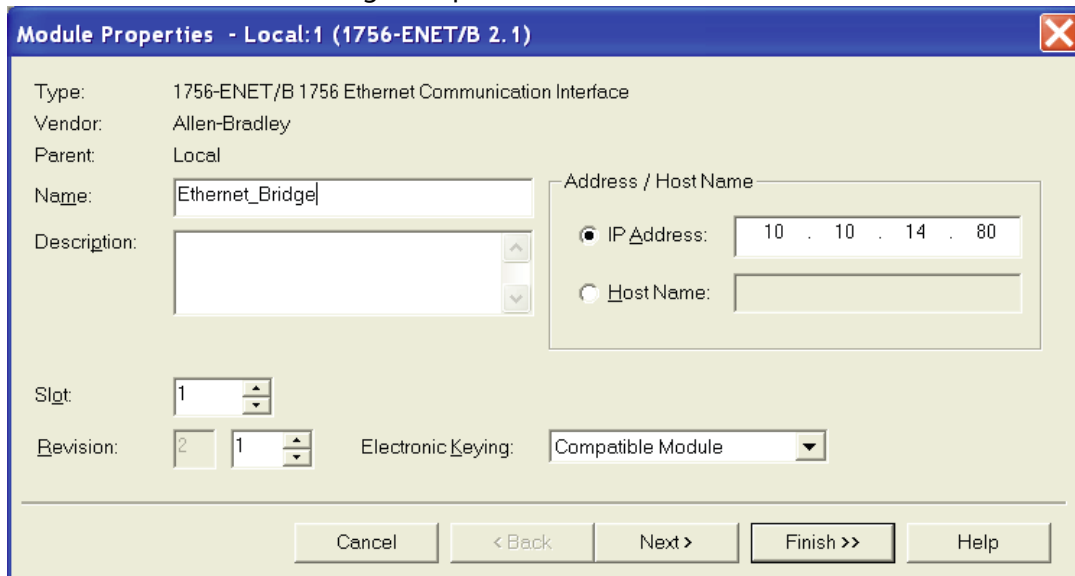 Module Properties - Local:1 (1756-ENET/B 2.1)
Type: 1756-ENET/B 1756 Ethernet Communication Interface
Vendor: Allen-Bradley
Parent: Local
Name: Ethernet_Bridge
Address / Host Name
IP Address: 10 . 10 . 14 . 80
Description:
Host Name:
Slot: 1
Revision: 2 1 Electronic Keying: Compatible Module
Cancel < Back Next > Finish >> Help